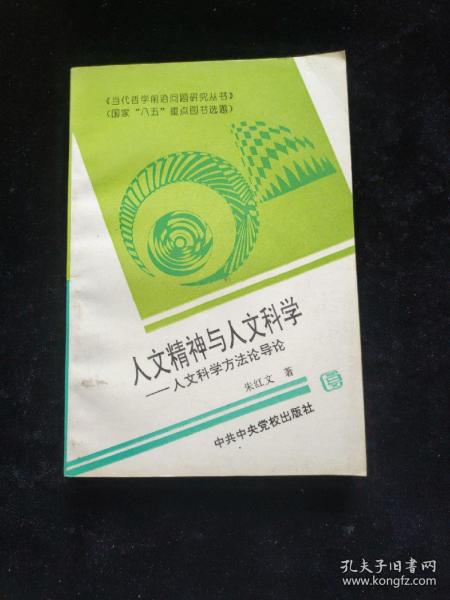 《当代哲学前沿问题研究丛书》
(国家“八五”重点图书选题)
人文精神与人文科学
——人文科学方法论导论
朱红文 著
中共中央党校出版社
孔夫子旧书网
www.kongfz.com